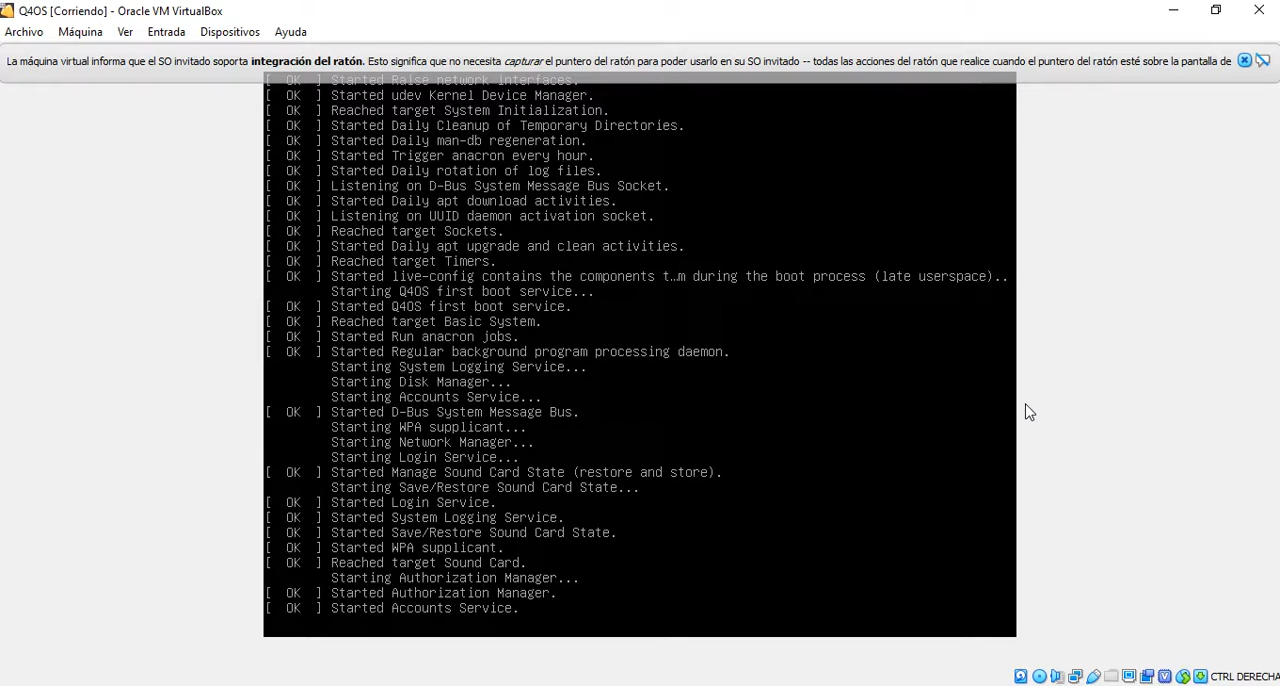 Q4OS [Corriendo] - Oracle VM VirtualBox
Archivo Máquina Ver Entrada Dispositivos Ayuda
La máquina virtual informa que el SO invitado soporta integración del ratón. Esto significa que no necesita capturar el puntero del ratón para poder usarlo en su SO invitado -- todas las acciones del ratón que realice cuando el puntero del ratón esté sobre la pantalla de
[ OK ] Started Raise network interfaces.
[ OK ] Started udev Kernel Device Manager.
[ OK ] Reached target System Initialization.
[ OK ] Started Daily Cleanup of Temporary Directories.
[ OK ] Started Daily man-db regeneration.
[ OK ] Started Trigger anacron every hour.
[ OK ] Started Daily rotation of log files.
[ OK ] Listening on D-Bus System Message Bus Socket.
[ OK ] Started Daily apt download activities.
[ OK ] Listening on UUID daemon activation socket.
[ OK ] Reached target Sockets.
[ OK ] Started Daily apt upgrade and clean activities.
[ OK ] Reached target Timers.
[ OK ] Started live-config contains the components t…m during the boot process (late userspace)..
Starting Q4OS first boot service...
[ OK ] Started Q4OS first boot service.
[ OK ] Reached target Basic System.
[ OK ] Started Run anacron jobs.
[ OK ] Started Regular background program processing daemon.
Starting System Logging Service...
Starting Disk Manager...
Starting Accounts Service...
[ OK ] Started D-Bus System Message Bus.
Starting WPA supplicant...
Starting Network Manager...
Starting Login Service...
[ OK ] Started Manage Sound Card State (restore and store).
Starting Save/Restore Sound Card State...
[ OK ] Started Login Service.
[ OK ] Started System Logging Service.
[ OK ] Started Save/Restore Sound Card State.
[ OK ] Started WPA supplicant.
[ OK ] Reached target Sound Card.
Starting Authorization Manager...
[ OK ] Started Authorization Manager.
[ OK ] Started Accounts Service.
CTRL DERECHA